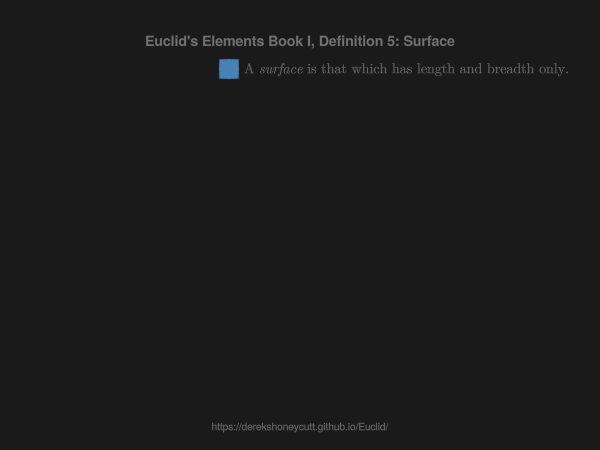 Euclid's Elements Book I, Definition 5: Surface
A surface is that which has length and breadth only.
https://derekshoneycutt.github.io/Euclid/